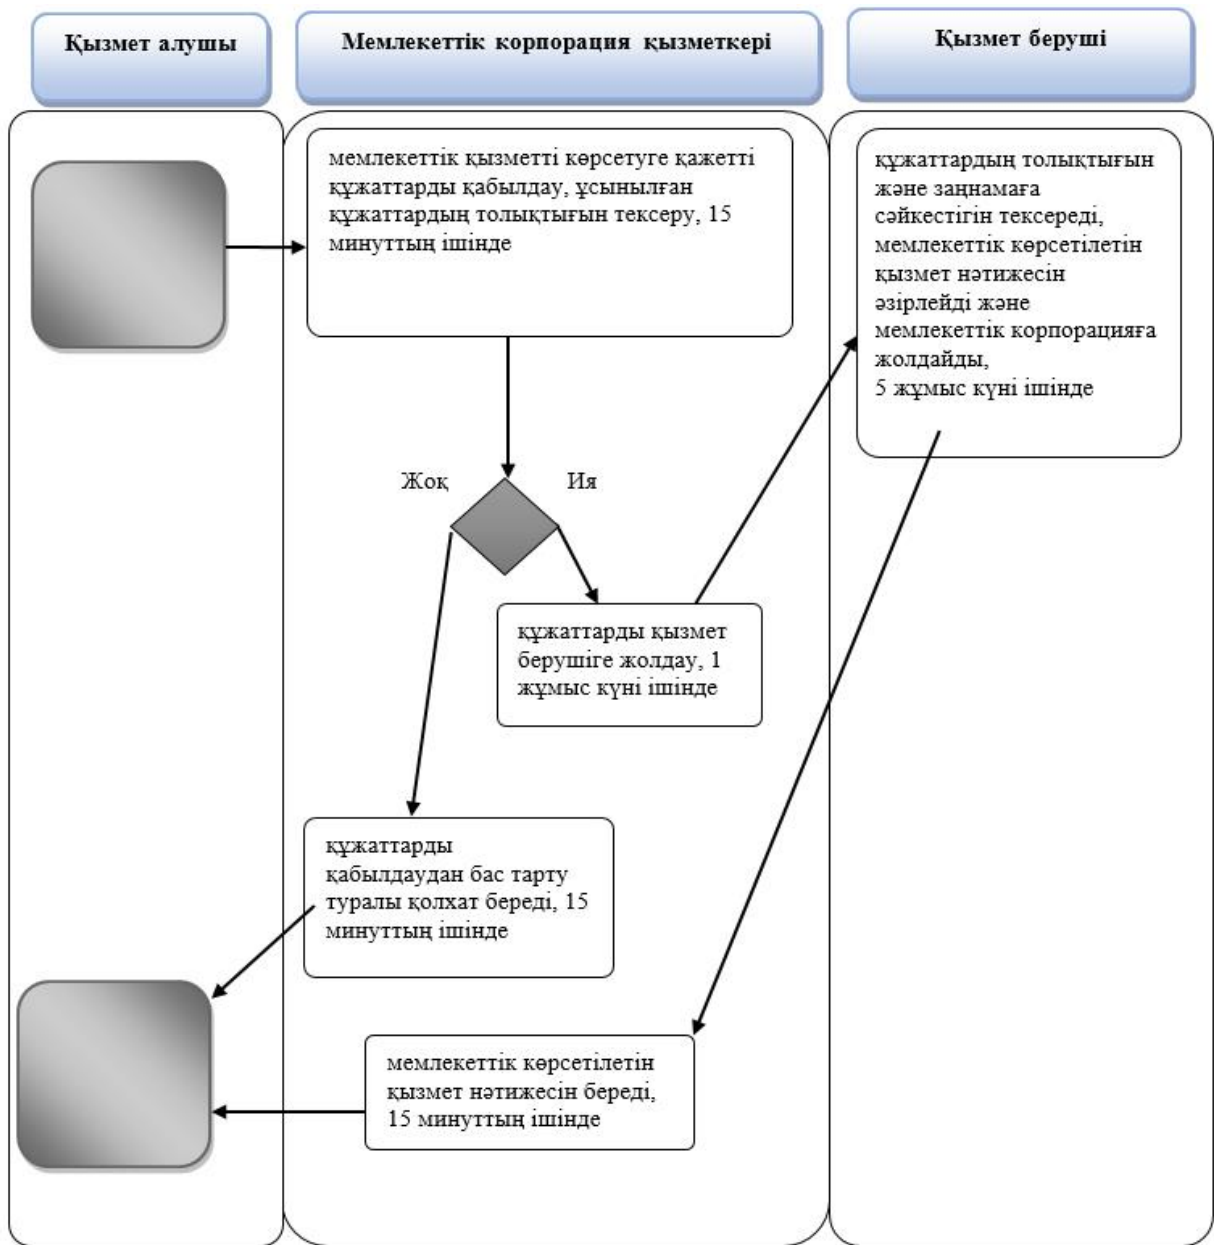 Қызмет алушы
Мемлекеттік корпорация қызметкері
Қызмет беруші
мемлекеттік қызметті көрсетуге қажетті
құжаттарды қабылдау, ұсынылған
құжаттардың толықтығын тексеру, 15
минуттың ішінде
құжаттардың толықтығын
және заңнамаға
сәйкестігін тексереді,
мемлекеттік көрсетілетін
қызмет нәтижесін
әзірлейді және
мемлекеттік корпорацияға
жолдайды,
5 жұмыс күні ішінде
Жоқ
Ия
құжаттарды қызмет
берушіге жолдау, 1
жұмыс күні ішінде
құжаттарды
қабылдаудан бас тарту
туралы қолхат береді, 15
минуттың ішінде
мемлекеттік көрсетілетін
қызмет нәтижесін береді,
15 минуттың ішінде